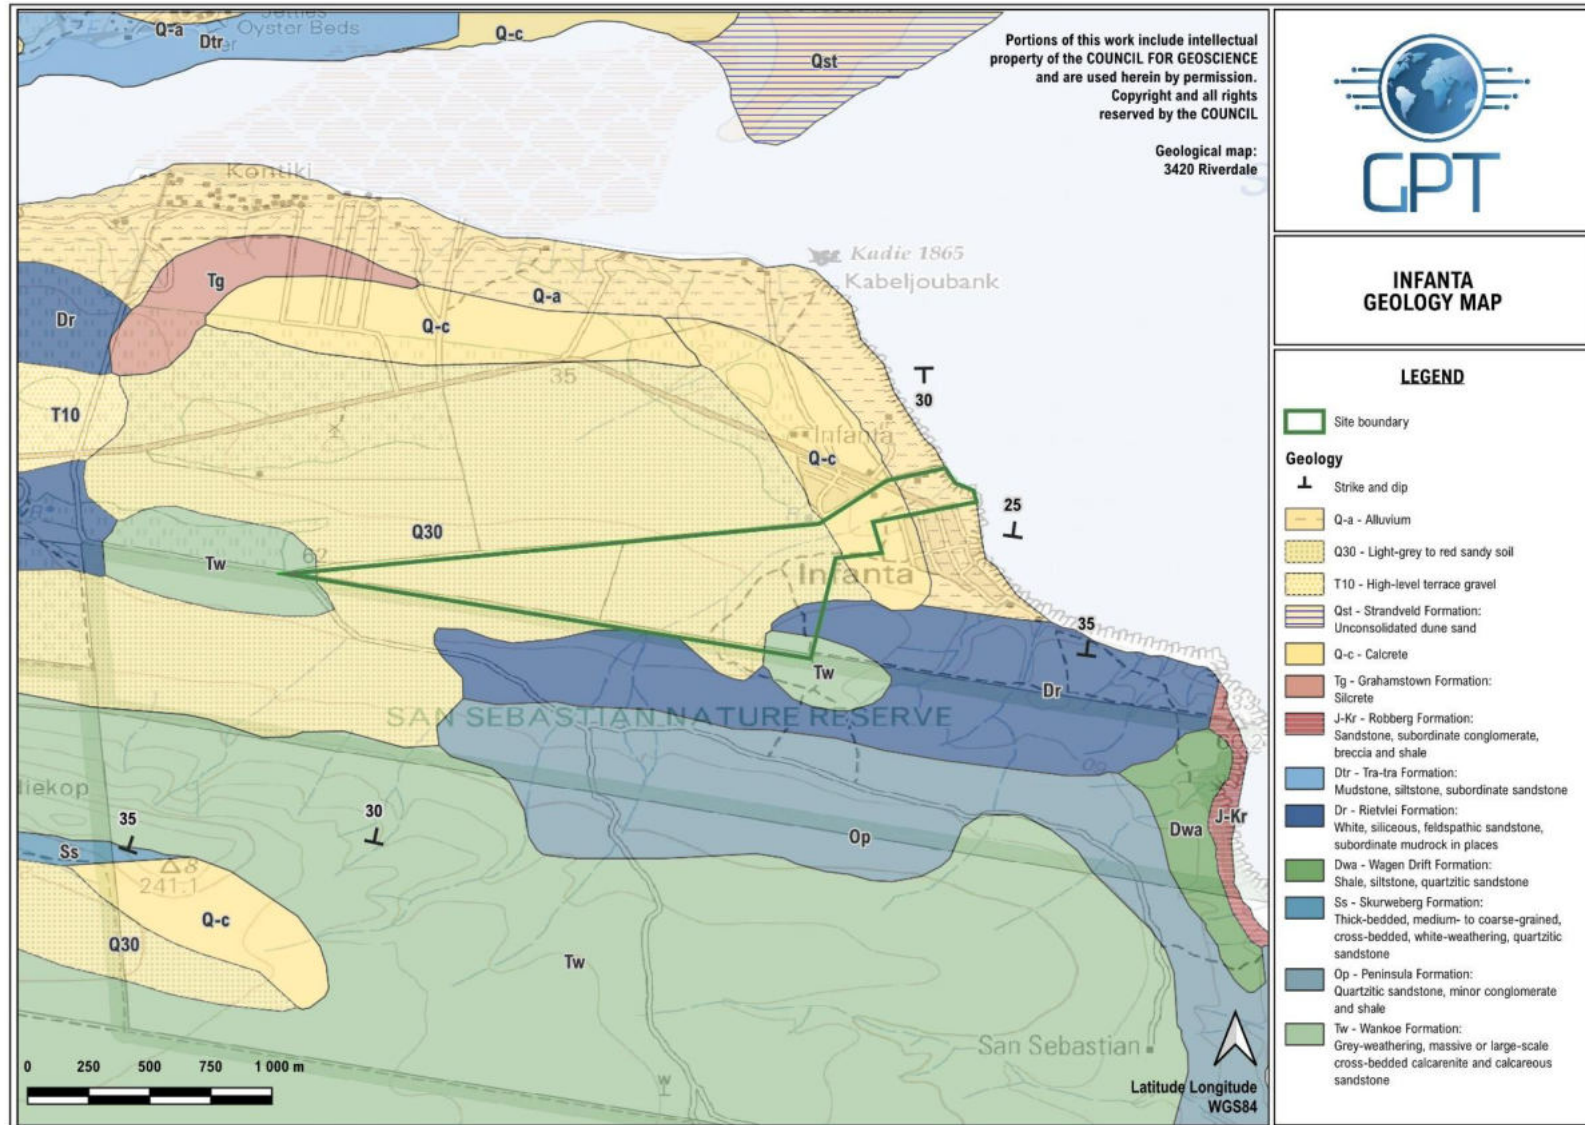 Jetties
Oyster Beds
Q-a
Dtr
Q-c
Qst
Portions of this work include intellectual
property of the COUNCIL FOR GEOSCIENCE
and are used herein by permission.
Copyright and all rights
reserved by the COUNCIL
Geological map:
3420 Riverdale
Kontiki
Kadie 1865
Kabeljoubank
Tg
Q-a
Dr
Q-c
35
T10
30
Infanta
Q-c
25
Q30
62
Tw
Infanta
35
Tw
Dr
SAN SEBASTIAN NATURE RESERVE
diekop
35
30
Op
Dwa
J-Kr
Ss
8
241.1
Q-c
Q30
Tw
San Sebastian
W
0 250 500 750 1 000 m
Latitude Longitude
WGS84
GPT
INFANTA
GEOLOGY MAP
LEGEND
Site boundary
Geology
Strike and dip
Q-a - Alluvium
Q30 - Light-grey to red sandy soil
T10 - High-level terrace gravel
Qst - Strandveld Formation:
Unconsolidated dune sand
Q-c - Calcrete
Tg - Grahamstown Formation:
Silcrete
J-Kr - Robberg Formation:
Sandstone, subordinate conglomerate,
breccia and shale
Dtr - Tra-tra Formation:
Mudstone, siltstone, subordinate sandstone
Dr - Rietvlei Formation:
White, siliceous, feldspathic sandstone,
subordinate mudrock in places
Dwa - Wagen Drift Formation:
Shale, siltstone, quartzitic sandstone
Ss - Skurweberg Formation:
Thick-bedded, medium- to coarse-grained,
cross-bedded, white-weathering, quartzitic
sandstone
Op - Peninsula Formation:
Quartzitic sandstone, minor conglomerate
and shale
Tw - Wankoe Formation:
Grey-weathering, massive or large-scale
cross-bedded calcarenite and calcareous
sandstone